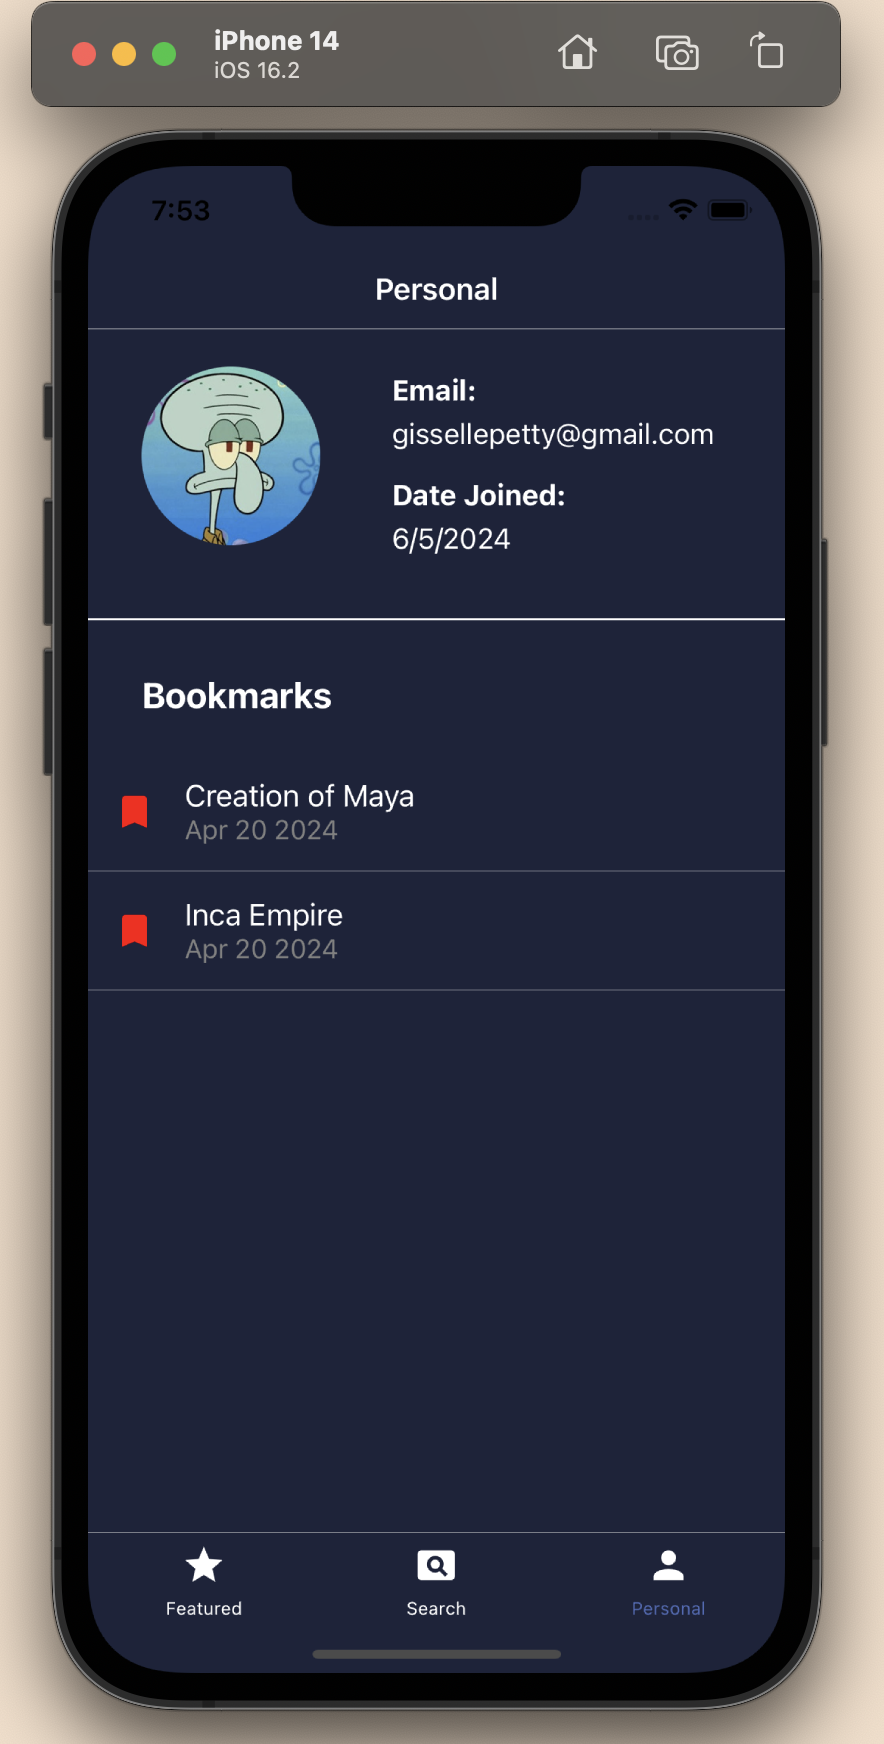 iPhone 14
iOS 16.2
7:53
Personal
Email:
gissellepetty@gmail.com
Date Joined:
6/5/2024
Bookmarks
Creation of Maya
Apr 20 2024
Inca Empire
Apr 20 2024
Featured
Search
Personal